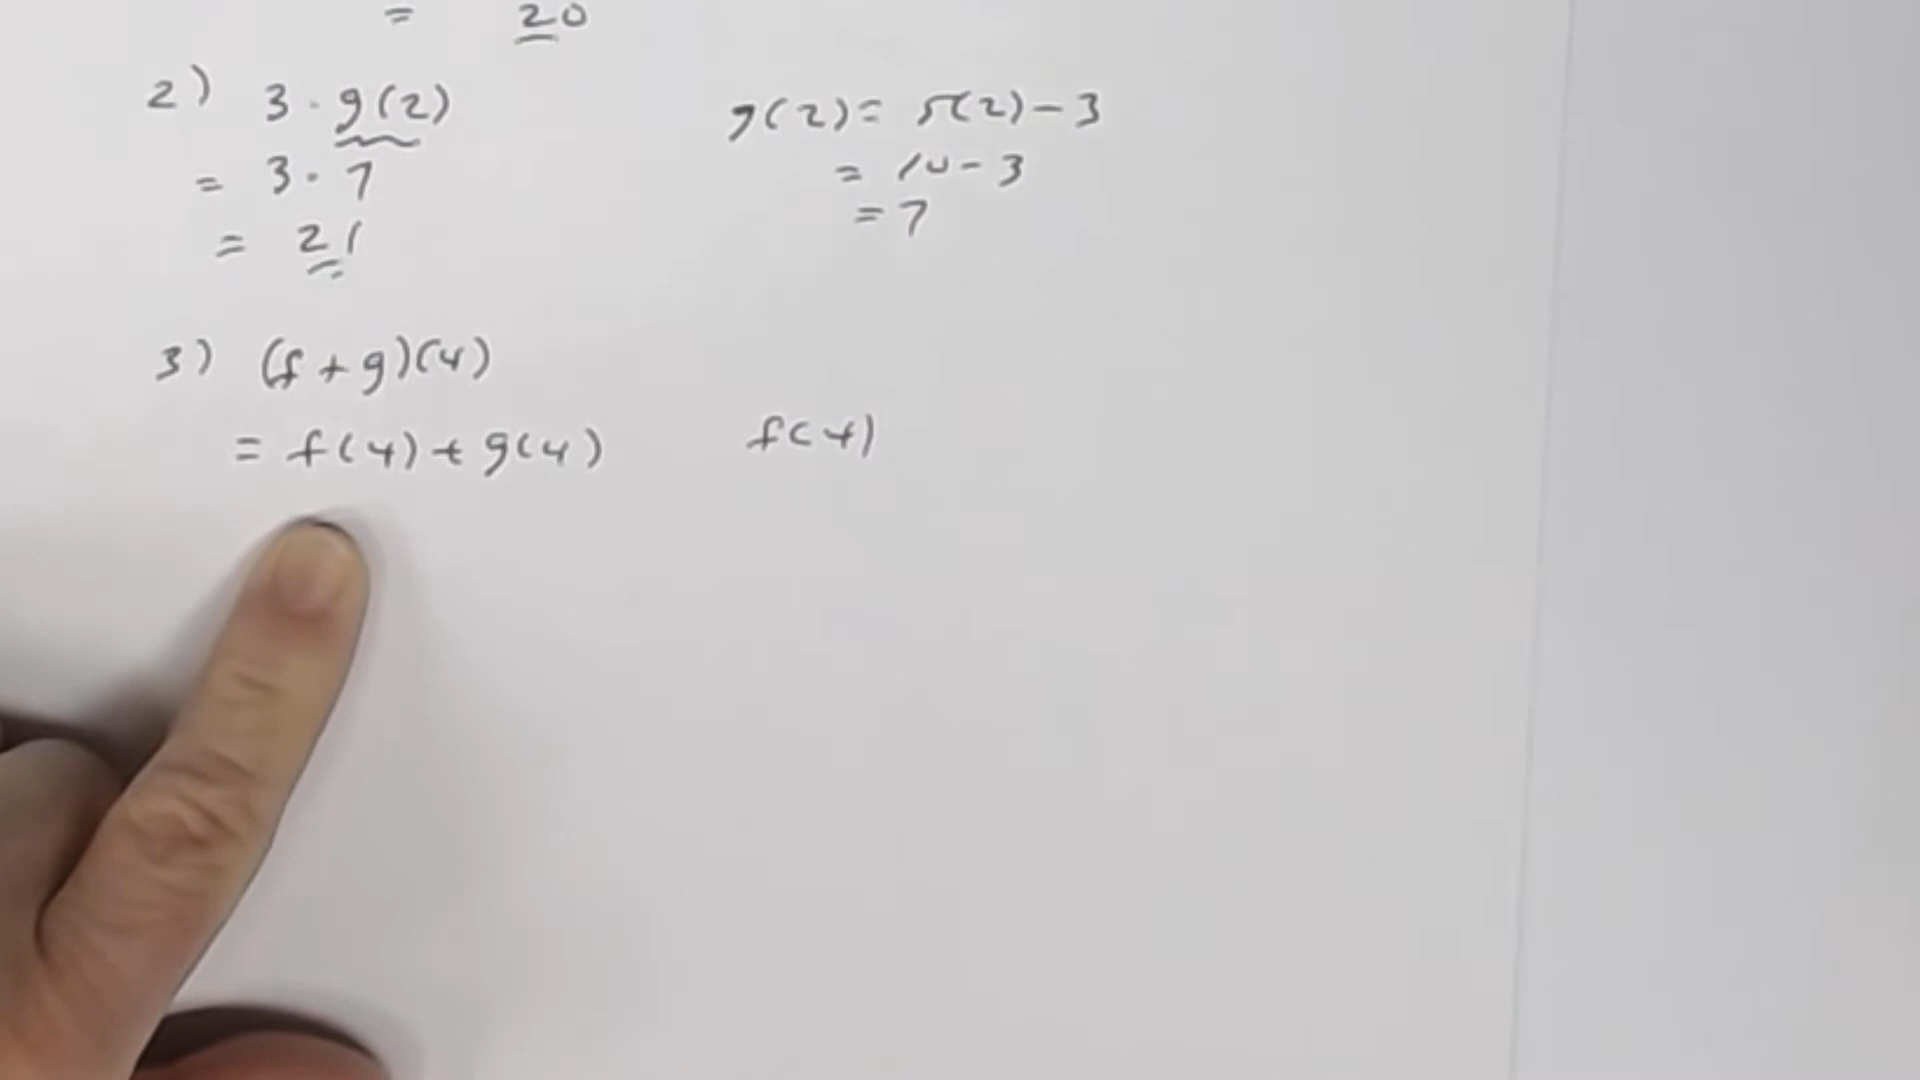 = 20
2) 3 · g(2)
= 3 · 7
= 21
g(2) = 5(2) - 3
= 10 - 3
= 7
3) (f + g)(4)
= f(4) + g(4)
f(4)